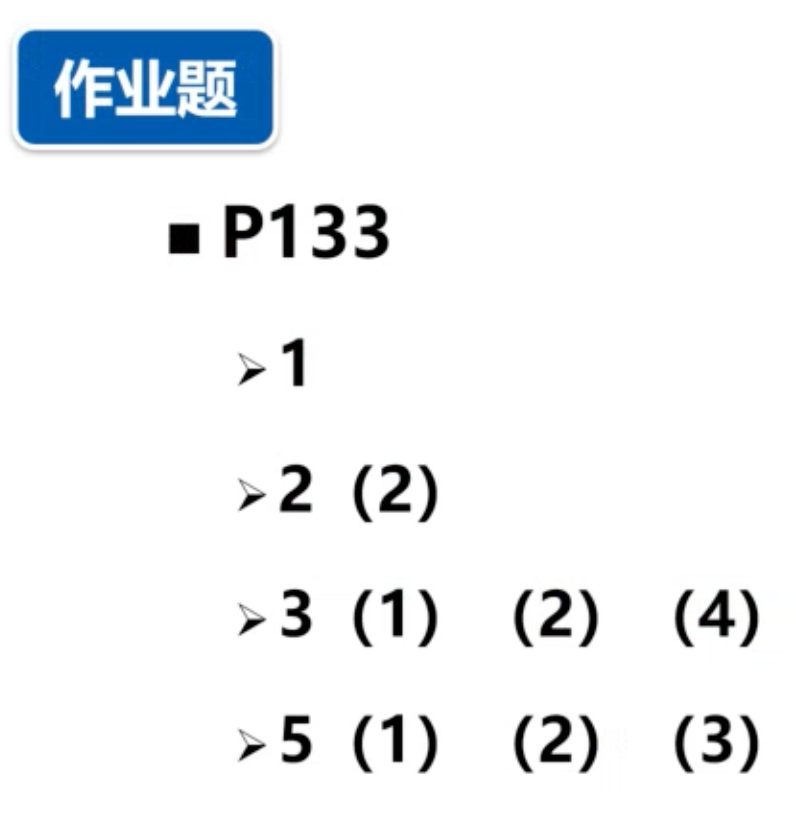 作业题
■ P133
➢ 1
➢ 2 (2)
➢ 3 (1) (2) (4)
➢ 5 (1) (2) (3)